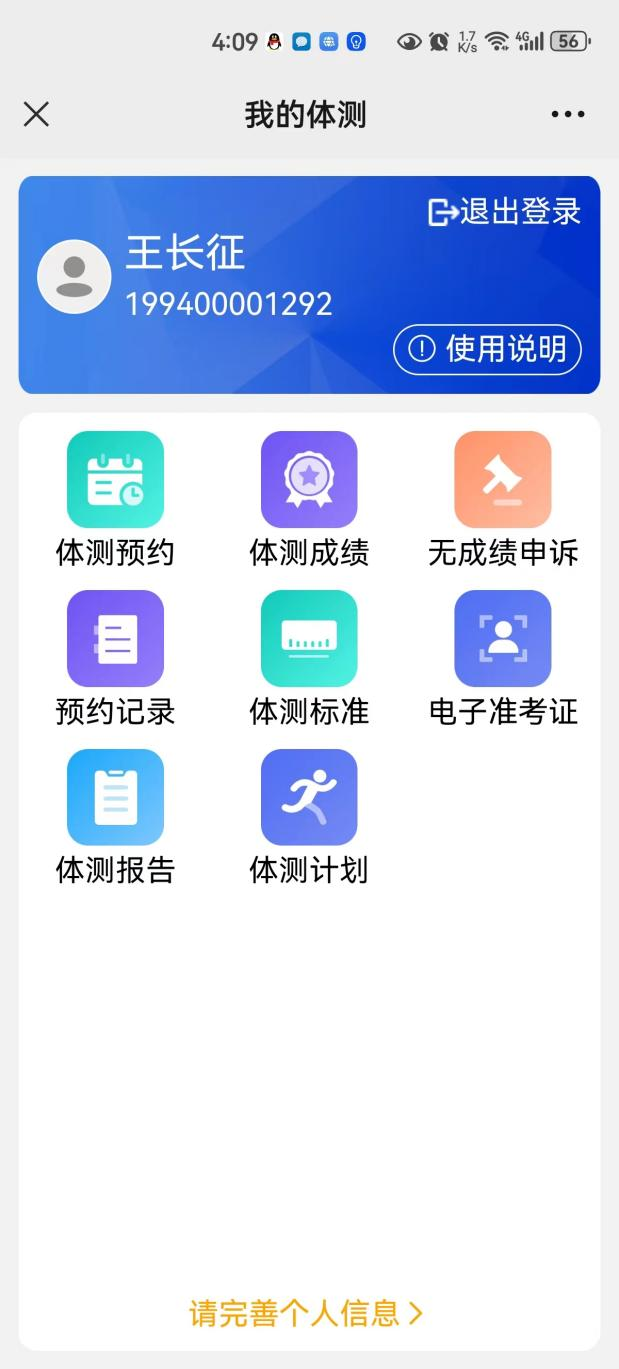 4:09
1.7
K/s
4G
56
我的体测
退出登录
王长征
199400001292
使用说明
体测预约 体测成绩 无成绩申诉
预约记录 体测标准 电子准考证
体测报告 体测计划
请完善个人信息